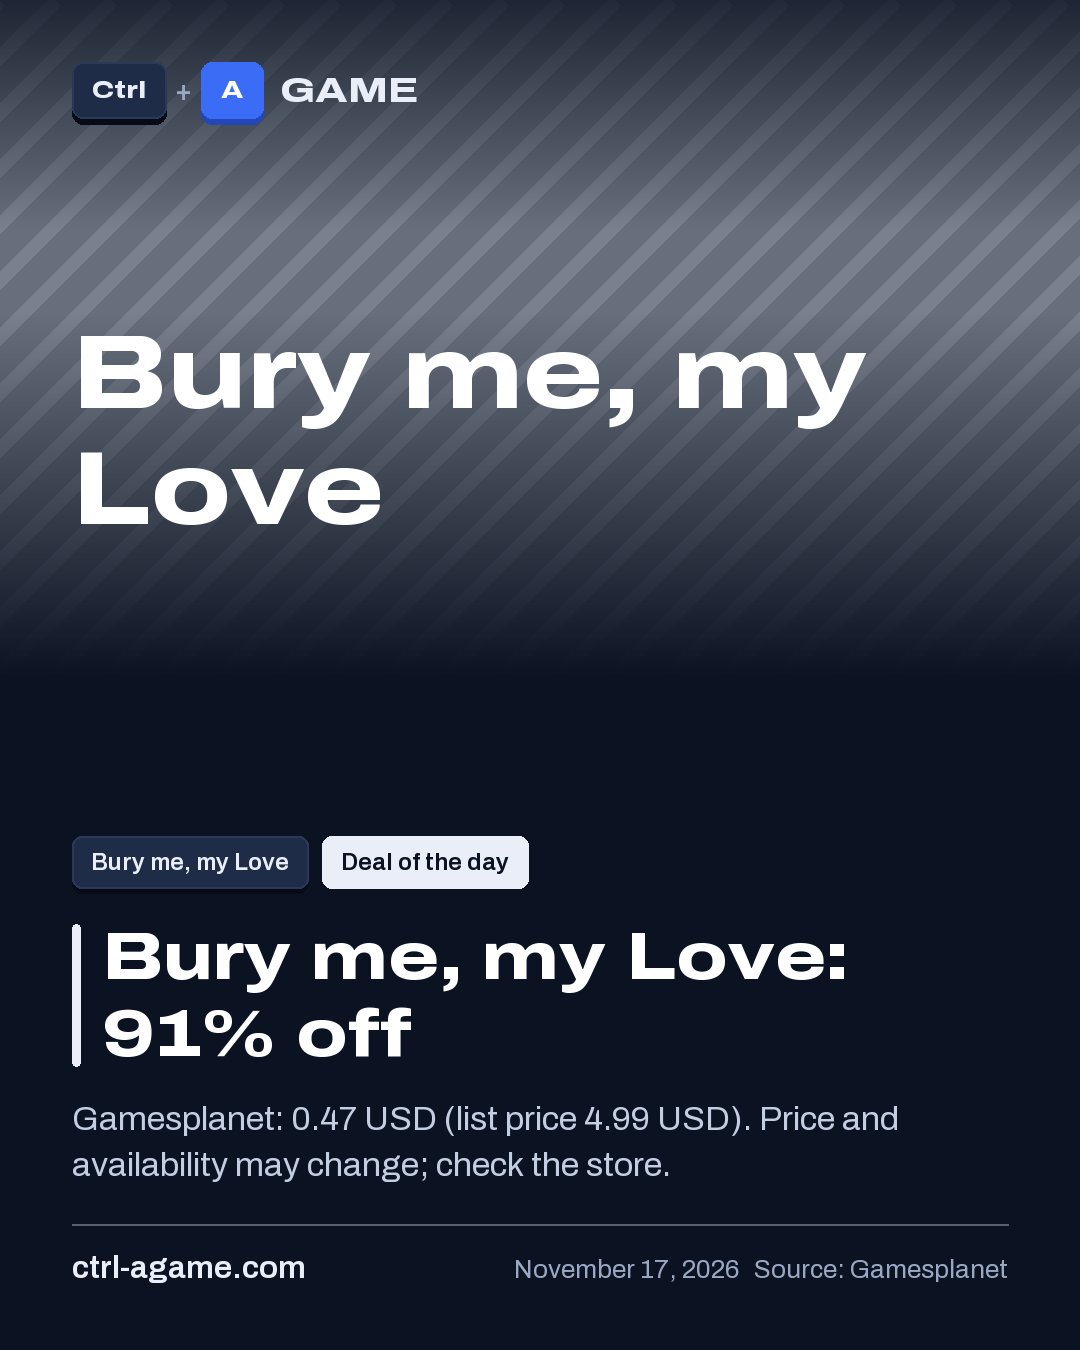 Ctrl + A GAME
Bury me, my
Love
Bury me, my Love
Deal of the day
Bury me, my Love:
91% off
Gamesplanet: 0.47 USD (list price 4.99 USD). Price and
availability may change; check the store.
ctrl-agame.com
November 17, 2026 Source: Gamesplanet